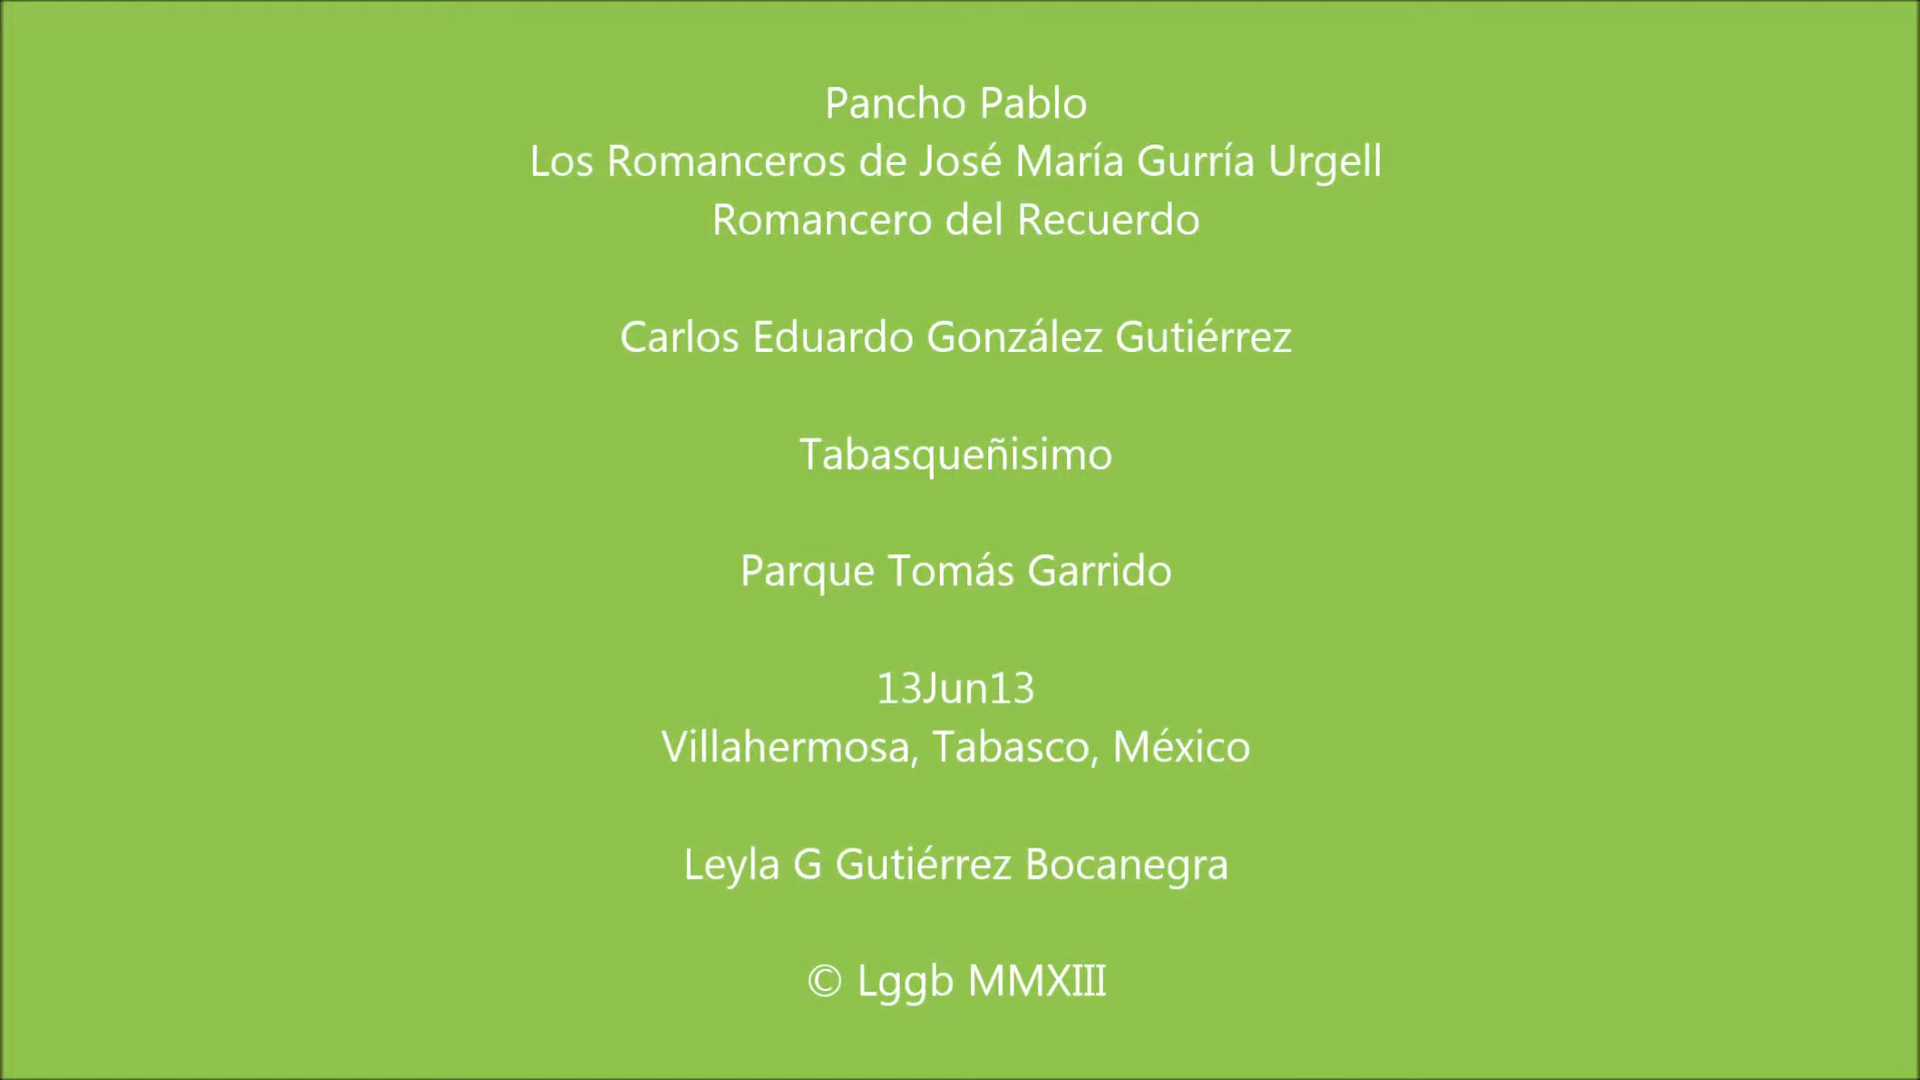 Pancho Pablo
Los Romanceros de José María Gurría Urgell
Romancero del Recuerdo
Carlos Eduardo González Gutiérrez
Tabasqueñisimo
Parque Tomás Garrido
13Jun13
Villahermosa, Tabasco, México
Leyla G Gutiérrez Bocanegra
© Lggb MMXIII